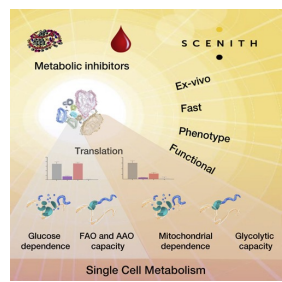 SCENITH
Metabolic inhibitors
Ex-vivo
Fast
Phenotype
Functional
Translation
Glucose
dependence
FAO and AAO
capacity
Mitochondrial
dependence
Glycolytic
capacity
Single Cell Metabolism